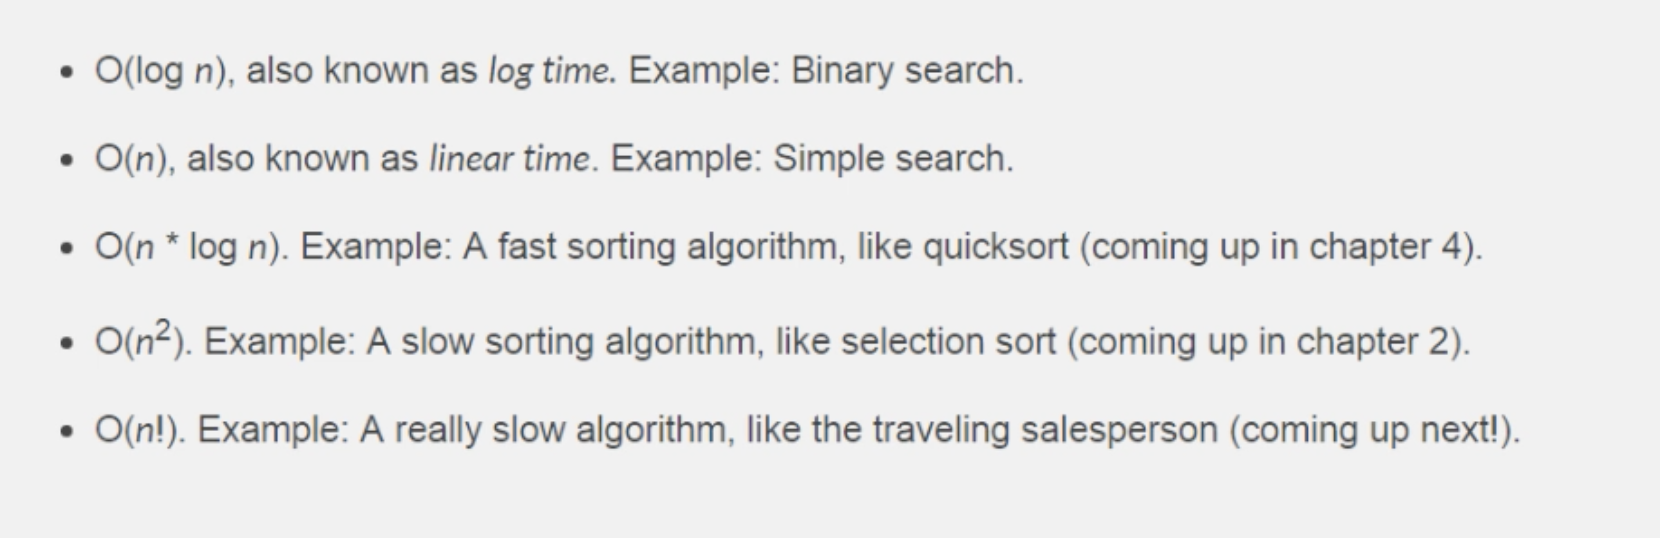 • O(log n), also known as log time. Example: Binary search.
• O(n), also known as linear time. Example: Simple search.
• O(n * log n). Example: A fast sorting algorithm, like quicksort (coming up in chapter 4).
• O(n²). Example: A slow sorting algorithm, like selection sort (coming up in chapter 2).
• O(n!). Example: A really slow algorithm, like the traveling salesperson (coming up next!).